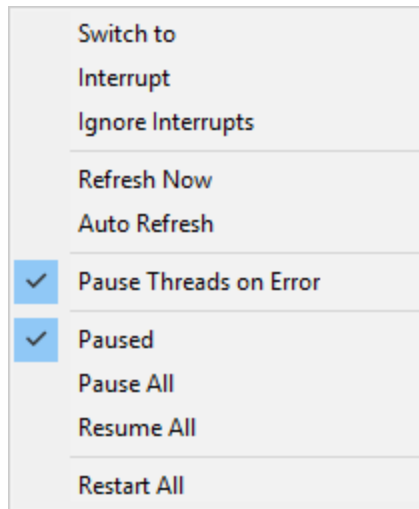 Switch to
Interrupt
Ignore Interrupts
Refresh Now
Auto Refresh
Pause Threads on Error
Paused
Pause All
Resume All
Restart All